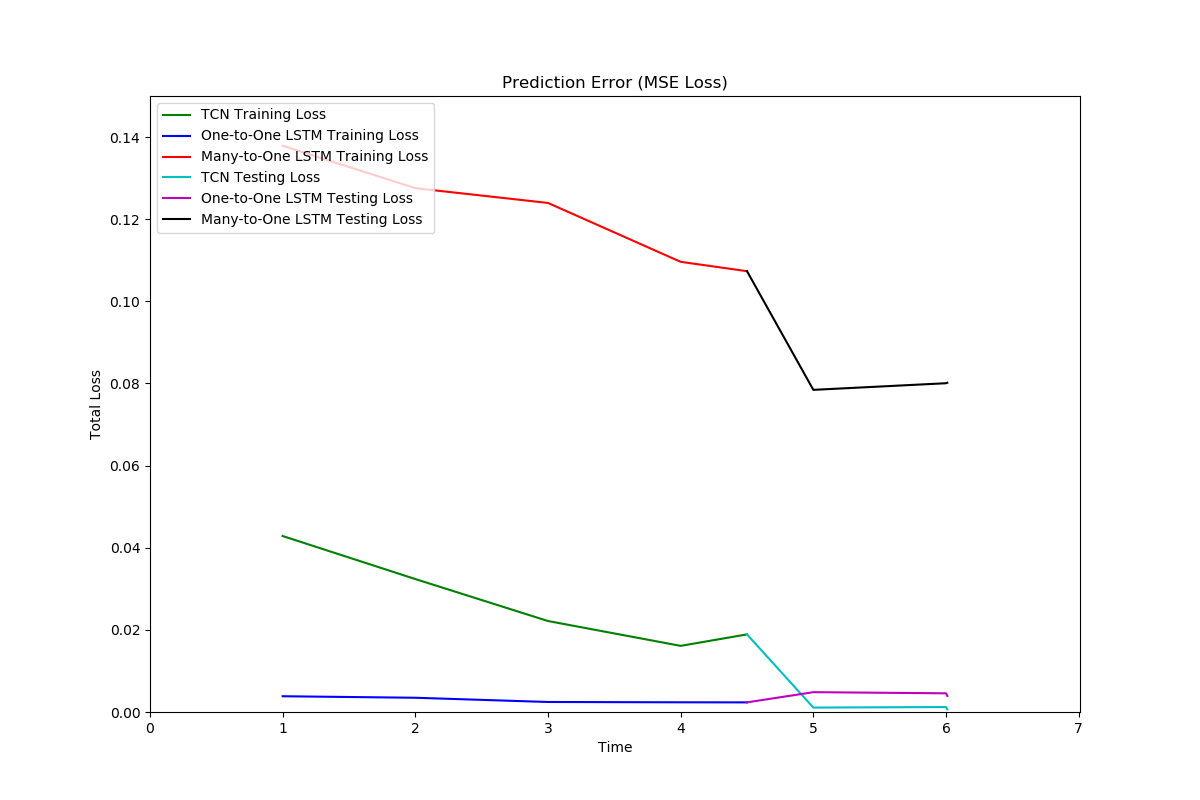 Prediction Error (MSE Loss)
TCN Training Loss
One-to-One LSTM Training Loss
Many-to-One LSTM Training Loss
TCN Testing Loss
One-to-One LSTM Testing Loss
Many-to-One LSTM Testing Loss
0.14
0.12
0.10
0.08
0.06
0.04
0.02
0.00
Total Loss
0 1 2 3 4 5 6 7
Time